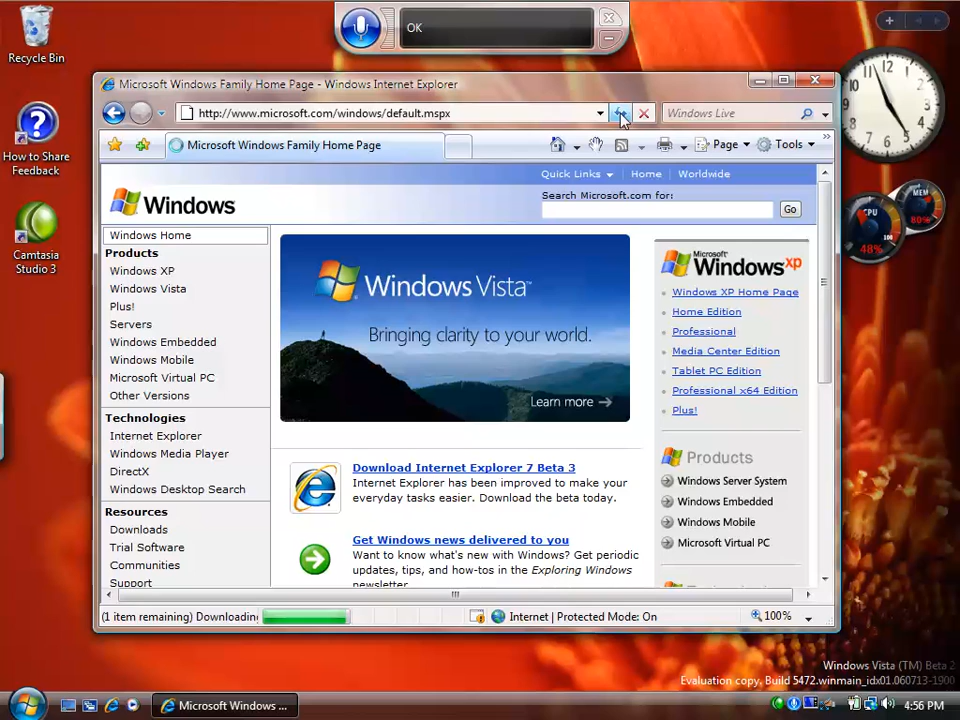 Recycle Bin
How to Share
Feedback
Camtasia
Studio 3
OK
Microsoft Windows Family Home Page - Windows Internet Explorer
http://www.microsoft.com/windows/default.mspx
Windows Live
Microsoft Windows Family Home Page
Page
Tools
Quick Links
Home
Worldwide
Search Microsoft.com for:
Go
Windows
Windows Home
Products
Windows XP
Windows Vista
Plus!
Servers
Windows Embedded
Windows Mobile
Microsoft Virtual PC
Other Versions
Technologies
Internet Explorer
Windows Media Player
DirectX
Windows Desktop Search
Resources
Downloads
Trial Software
Communities
Support
Windows Vista™
Bringing clarity to your world.
Learn more
Download Internet Explorer 7 Beta 3
Internet Explorer has been improved to make your
everyday tasks easier. Download the beta today.
Get Windows news delivered to you
Want to know what's new with Windows? Get periodic
updates, tips, and how-tos in the Exploring Windows
newsletter.
Microsoft
Windows xp
Windows XP Home Page
Home Edition
Professional
Media Center Edition
Tablet PC Edition
Professional x64 Edition
Plus!
Products
Windows Server System
Windows Embedded
Windows Mobile
Microsoft Virtual PC
(1 item remaining) Downloading
Internet | Protected Mode: On
100%
12
MEM
80%
CPU
100
48%
Windows Vista (TM) Beta 2
Evaluation copy. Build 5472.winmain_idx01.060713-1900
Microsoft Windows ...
4:56 PM